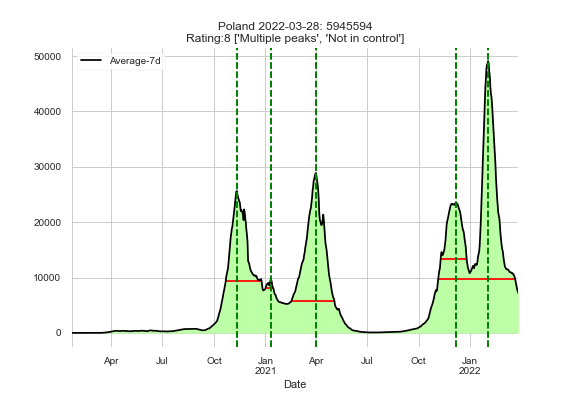 Poland 2022-03-28: 5945594
Rating:8 ['Multiple peaks', 'Not in control']
Average-7d
50000
40000
30000
20000
10000
0
Apr Jul Oct Jan Apr Jul Oct Jan
2021 2022
Date